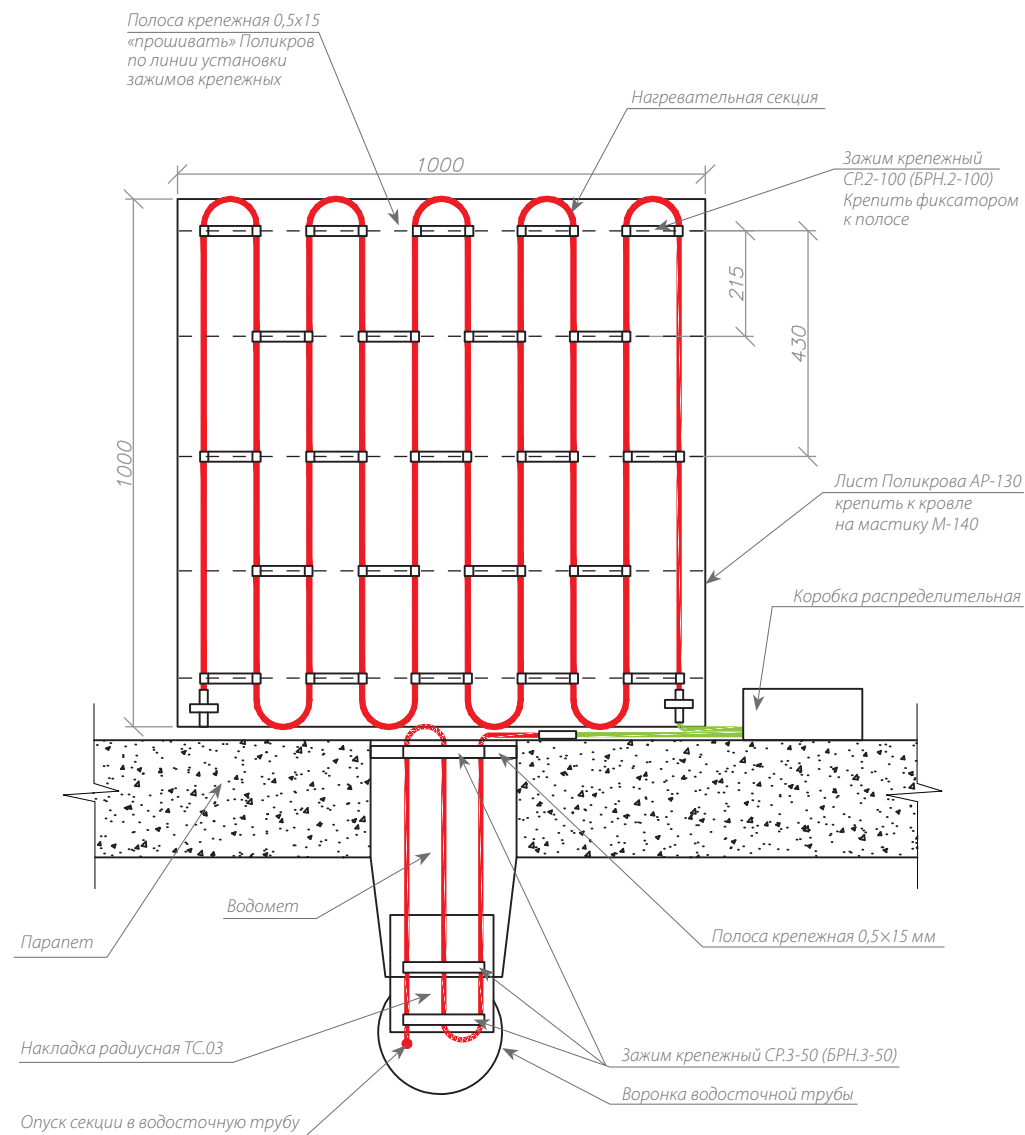 Полоса крепежная 0,5х15
«прошивать» Поликров
по линии установки
зажимов крепежных
Нагревательная секция
Зажим крепежный
СР.2-100 (БРН.2-100)
Крепить фиксатором
к полосе
1000
215
430
1000
Лист Поликрова АР-130
крепить к кровле
на мастику М-140
Коробка распределительная
Водомет
Парапет
Полоса крепежная 0,5×15 мм
Накладка радиусная ТС.03
Зажим крепежный СР.3-50 (БРН.3-50)
Воронка водосточной трубы
Опуск секции в водосточную трубу